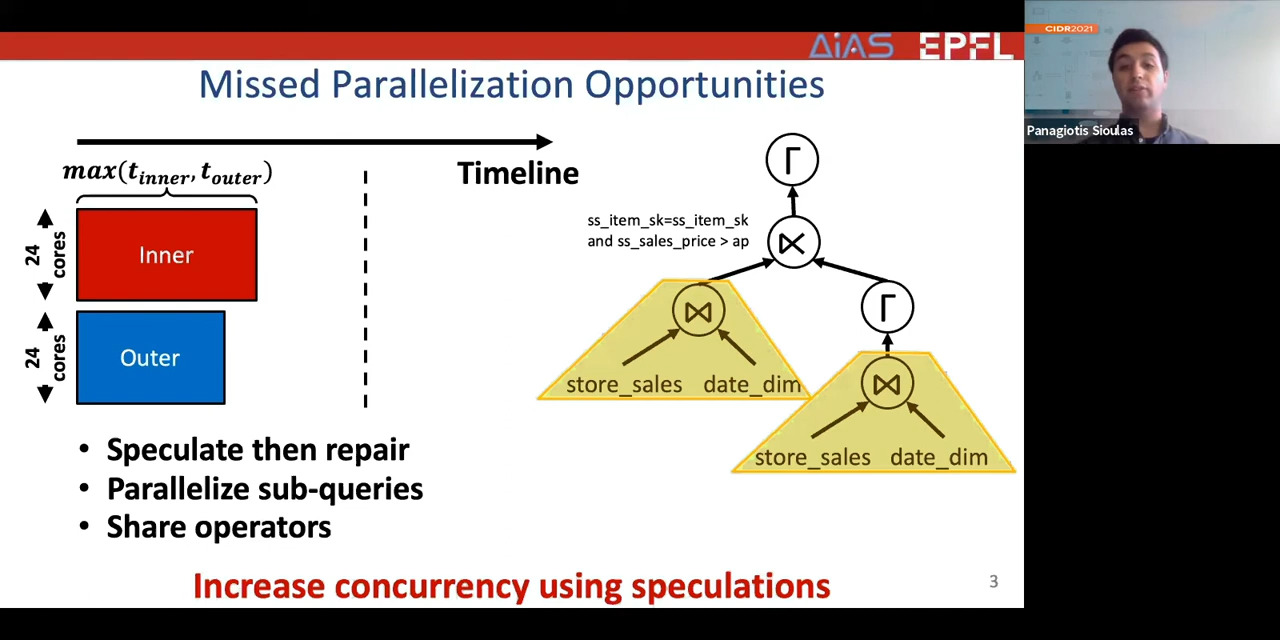 AiAS EPFL
CIDR2021
Panagiotis Sioulas
Missed Parallelization Opportunities
Timeline
max(t_inner, t_outer)
24 cores
Inner
24 cores
Outer
Γ
ss_item_sk=ss_item_sk
and ss_sales_price > ap
⋉
⋈
Γ
store_sales date_dim
⋈
store_sales date_dim
• Speculate then repair
• Parallelize sub-queries
• Share operators
Increase concurrency using speculations
3